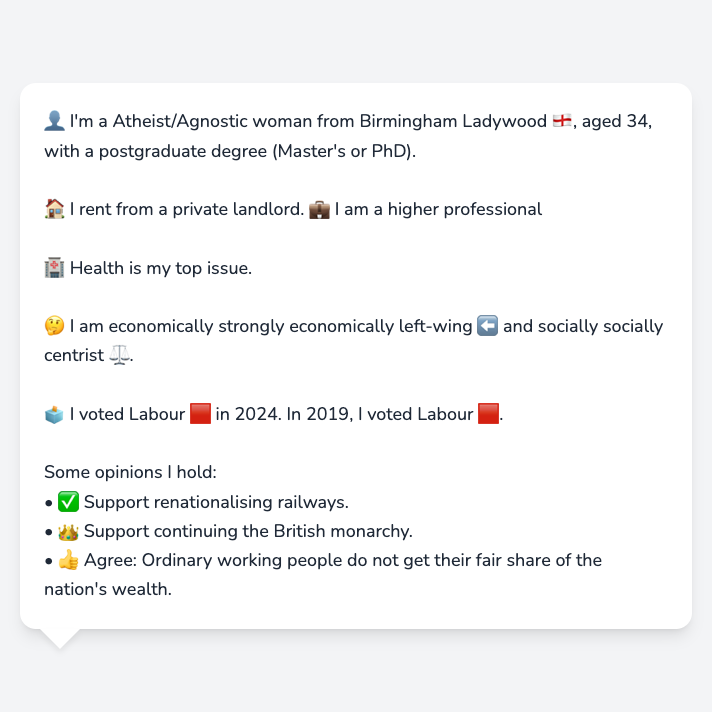 👤 I'm a Atheist/Agnostic woman from Birmingham Ladywood 🏴󠁧󠁢󠁥󠁮󠁧󠁿, aged 34,
with a postgraduate degree (Master's or PhD).
🏠 I rent from a private landlord. 💼 I am a higher professional
🏥 Health is my top issue.
🤔 I am economically strongly economically left-wing ⬅️ and socially socially
centrist ⚖️.
🗳️ I voted Labour 🟥 in 2024. In 2019, I voted Labour 🟥.
Some opinions I hold:
• ✅ Support renationalising railways.
• 👑 Support continuing the British monarchy.
• 👍 Agree: Ordinary working people do not get their fair share of the
nation's wealth.